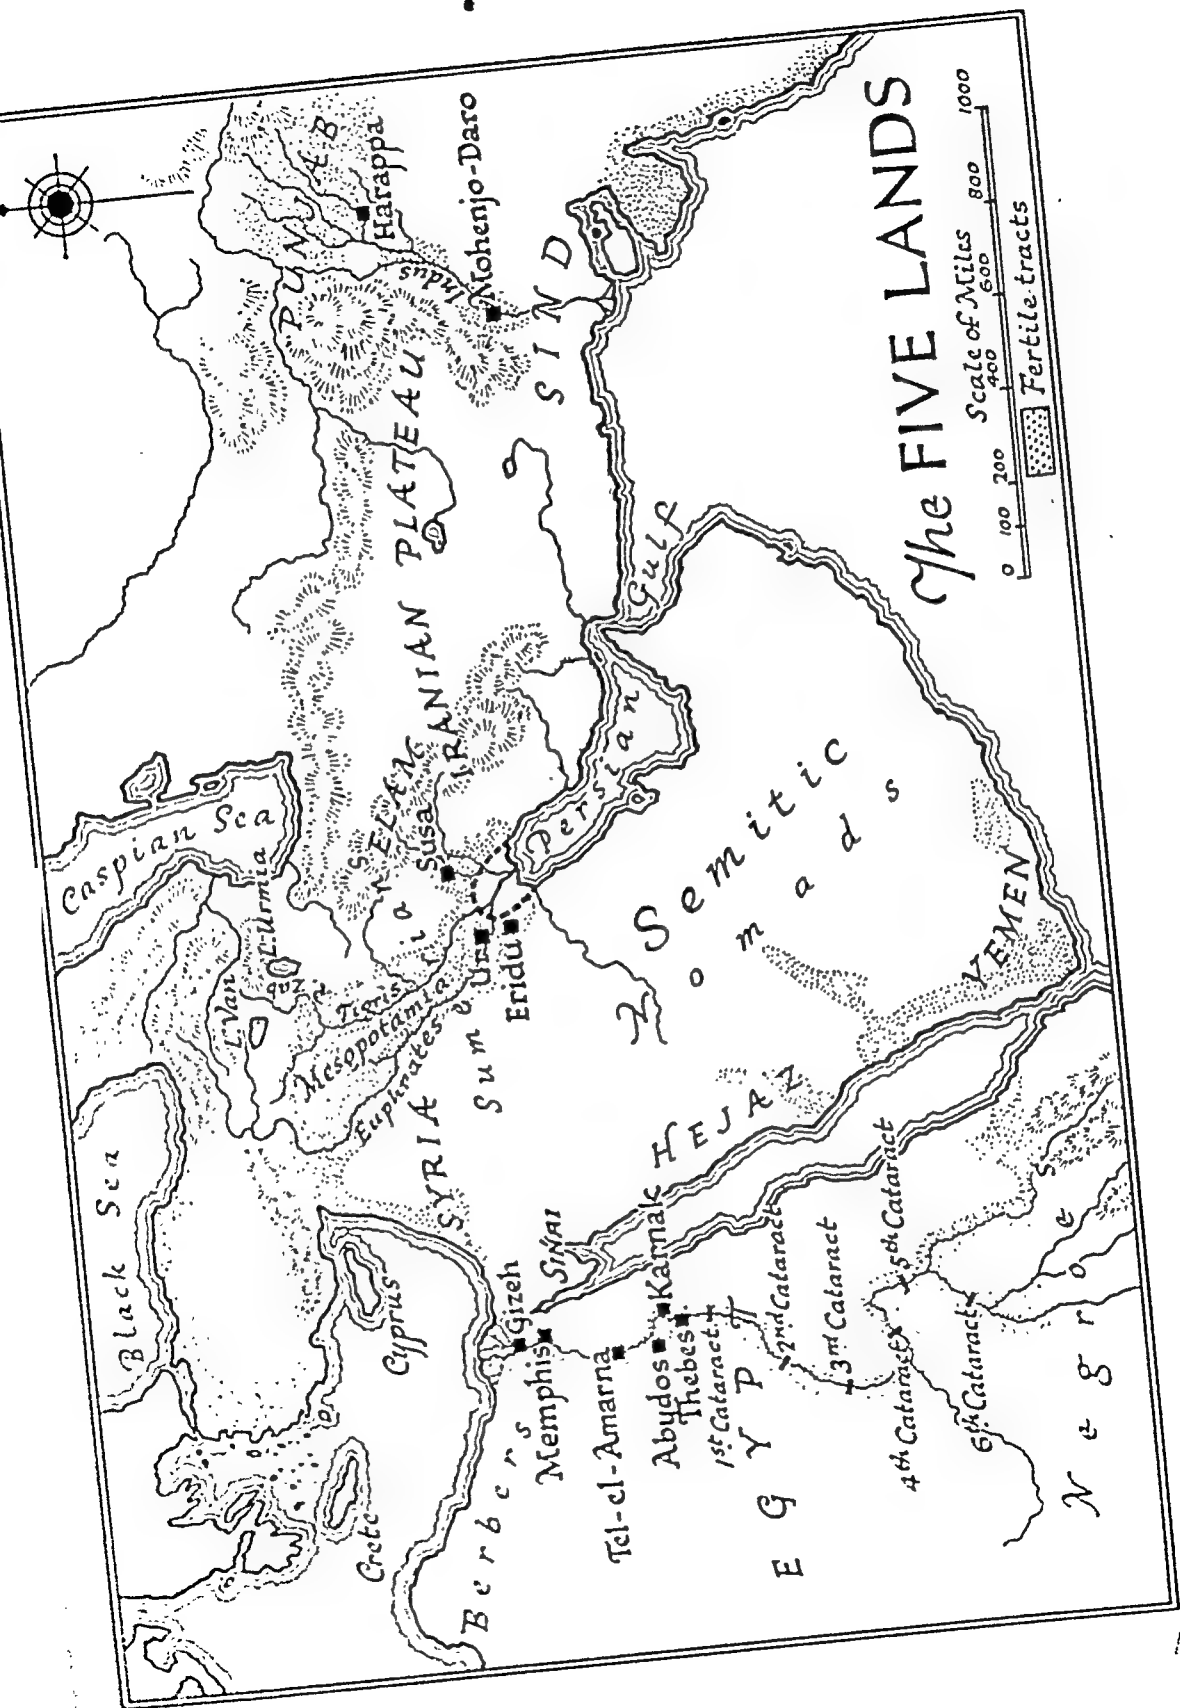 The FIVE LANDS
Scale of Miles
0 100 200 400 600 800 1000
Fertile tracts
Black Sea
Caspian Sea
L. Van
L. Urmia
Crete
Cyprus
SYRIA
Mesopotamia
Tigris
Euphrates
Sumeria
Ur
Eridu
Susa
ELAM
IRANIAN PLATEAU
PUNJAB
Harappa
Indus
Mohenjo-Daro
SIND
Persian Gulf
Semitic
Nomads
HEJAZ
YEMEN
SINAI
Berbers
Gizeh
Memphis
Tel-el-Amarna
Abydos
Karnak
Thebes
1st Cataract
EGYPT
2nd Cataract
3rd Cataract
4th Cataract
5th Cataract
6th Cataract
Negroes